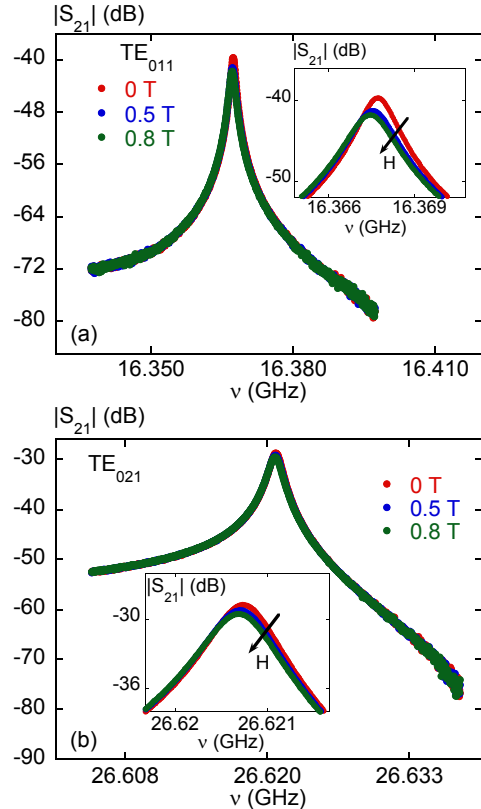 |S21| (dB)
TE011
0 T
0.5 T
0.8 T
-40
-48
-56
-64
-72
-80
(a)
16.350 16.380 16.410
ν (GHz)
|S21| (dB)
-40
-50
H
16.366 16.369
ν (GHz)
|S21| (dB)
TE021
0 T
0.5 T
0.8 T
-30
-40
-50
-60
-70
-80
-90
(b)
26.608 26.620 26.633
ν (GHz)
|S21| (dB)
-30
-36
H
26.62 26.621
ν (GHz)